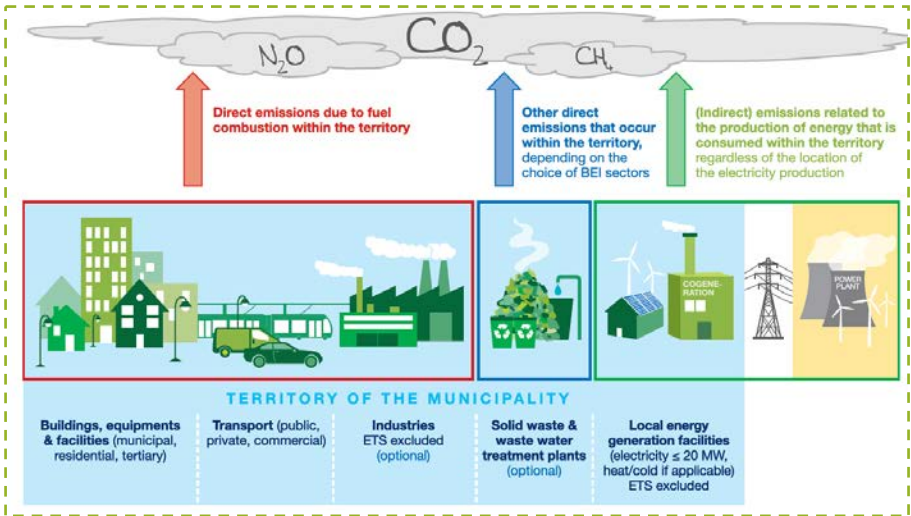 CO2
N2O
CH4
Direct emissions due to fuel
combustion within the territory
Other direct
emissions that occur
within the territory,
depending on the
choice of BEI sectors
(Indirect) emissions related to
the production of energy that is
consumed within the territory
regardless of the location of
the electricity production
COGENE-
RATION
POWER
PLANT
TERRITORY OF THE MUNICIPALITY
Buildings, equipments
& facilities (municipal,
residential, tertiary)
Transport (public,
private, commercial)
Industries
ETS excluded
(optional)
Solid waste &
waste water
treatment plants
(optional)
Local energy
generation facilities
(electricity ≤ 20 MW,
heat/cold if applicable)
ETS excluded